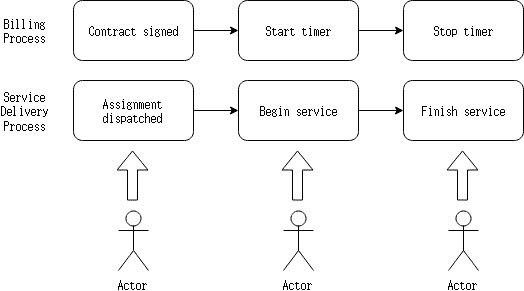 Billing
Process
Contract signed
Start timer
Stop timer
Service
Delivery
Process
Assignment
dispatched
Begin service
Finish service
Actor
Actor
Actor